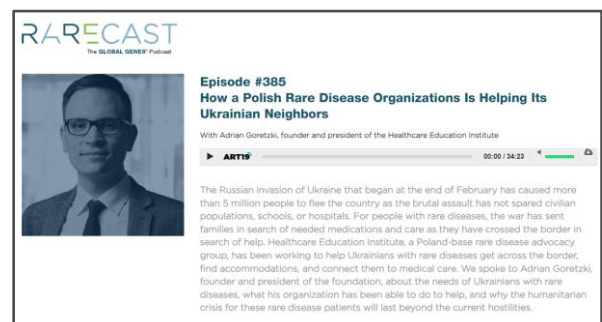 RARECAST
The GLOBAL GENES® Podcast
Episode #385
How a Polish Rare Disease Organizations Is Helping Its
Ukrainian Neighbors
With Adrian Goretzki, founder and president of the Healthcare Education Institute
ART19
00:00 / 34:23
The Russian invasion of Ukraine that began at the end of February has caused more
than 5 million people to flee the country as the brutal assault has not spared civilian
populations, schools, or hospitals. For people with rare diseases, the war has sent
families in search of needed medications and care as they have crossed the border in
search of help. Healthcare Education Institute, a Poland-base rare disease advocacy
group, has been working to help Ukrainians with rare diseases get across the border,
find accommodations, and connect them to medical care. We spoke to Adrian Goretzki,
founder and president of the foundation, about the needs of Ukrainians with rare
diseases, what his organization has been able to do to help, and why the humanitarian
crisis for these rare disease patients will last beyond the current hostilities.